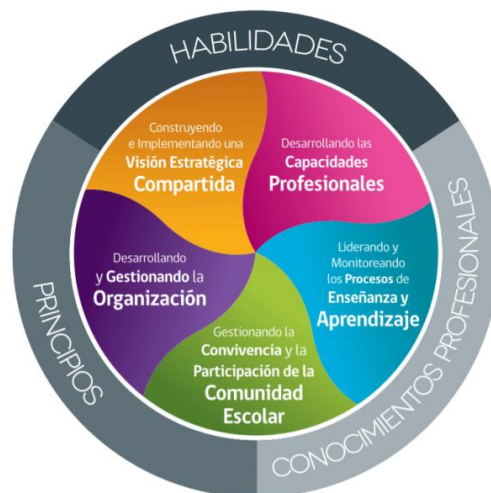 HABILIDADES
Construyendo
e Implementando una
Visión Estratégica
Compartida
Desarrollando las
Capacidades
Profesionales
Liderando y
Monitoreando
los Procesos de
Enseñanza y
Aprendizaje
Gestionando la
Convivencia y la
Participación de la
Comunidad
Escolar
Desarrollando
y Gestionando la
Organización
PRINCIPIOS
CONOCIMIENTOS PROFESIONALES